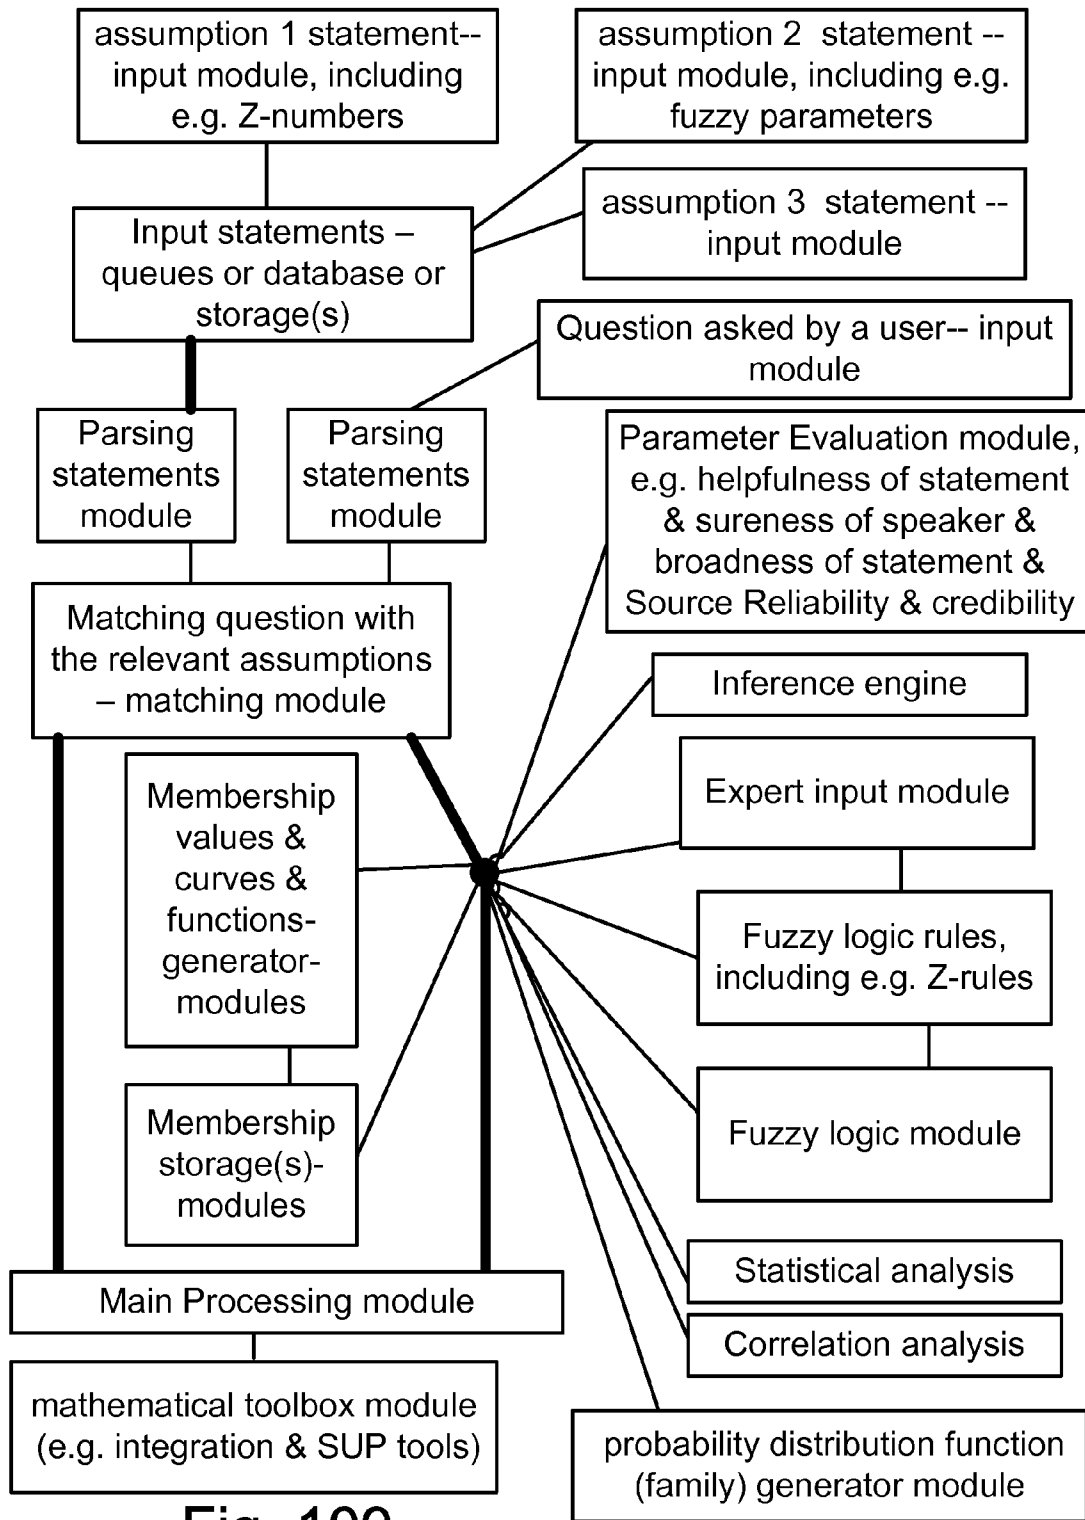 assumption 1 statement--
input module, including
e.g. Z-numbers
assumption 2 statement --
input module, including e.g.
fuzzy parameters
assumption 3 statement --
input module
Input statements –
queues or database or
storage(s)
Question asked by a user-- input
module
Parsing
statements
module
Parsing
statements
module
Parameter Evaluation module,
e.g. helpfulness of statement
& sureness of speaker &
broadness of statement &
Source Reliability & credibility
Matching question with
the relevant assumptions
– matching module
Inference engine
Expert input module
Membership
values &
curves &
functions-
generator-
modules
Fuzzy logic rules,
including e.g. Z-rules
Membership
storage(s)-
modules
Fuzzy logic module
Statistical analysis
Main Processing module
Correlation analysis
mathematical toolbox module
(e.g. integration & SUP tools)
probability distribution function
(family) generator module
Fig. 100